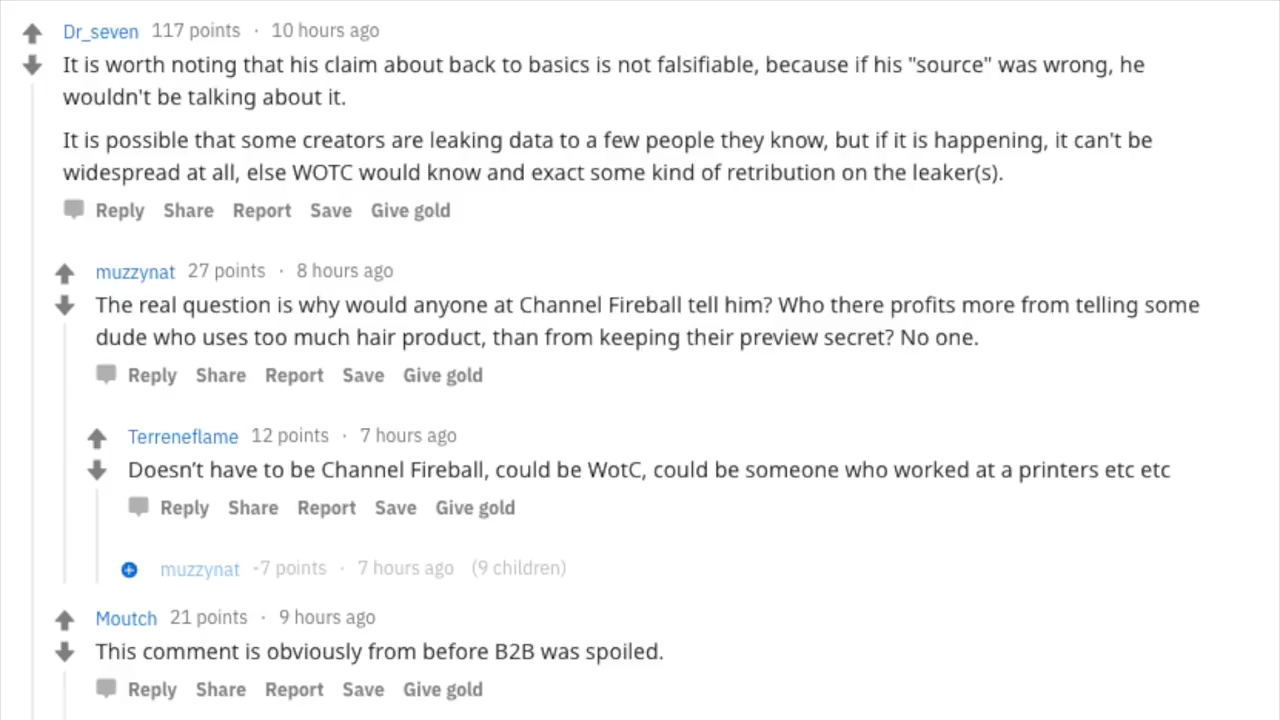 Dr_seven 117 points · 10 hours ago
It is worth noting that his claim about back to basics is not falsifiable, because if his "source" was wrong, he
wouldn't be talking about it.
It is possible that some creators are leaking data to a few people they know, but if it is happening, it can't be
widespread at all, else WOTC would know and exact some kind of retribution on the leaker(s).
Reply Share Report Save Give gold
muzzynat 27 points · 8 hours ago
The real question is why would anyone at Channel Fireball tell him? Who there profits more from telling some
dude who uses too much hair product, than from keeping their preview secret? No one.
Reply Share Report Save Give gold
Terreneflame 12 points · 7 hours ago
Doesn’t have to be Channel Fireball, could be WotC, could be someone who worked at a printers etc etc
Reply Share Report Save Give gold
muzzynat -7 points · 7 hours ago (9 children)
Moutch 21 points · 9 hours ago
This comment is obviously from before B2B was spoiled.
Reply Share Report Save Give gold